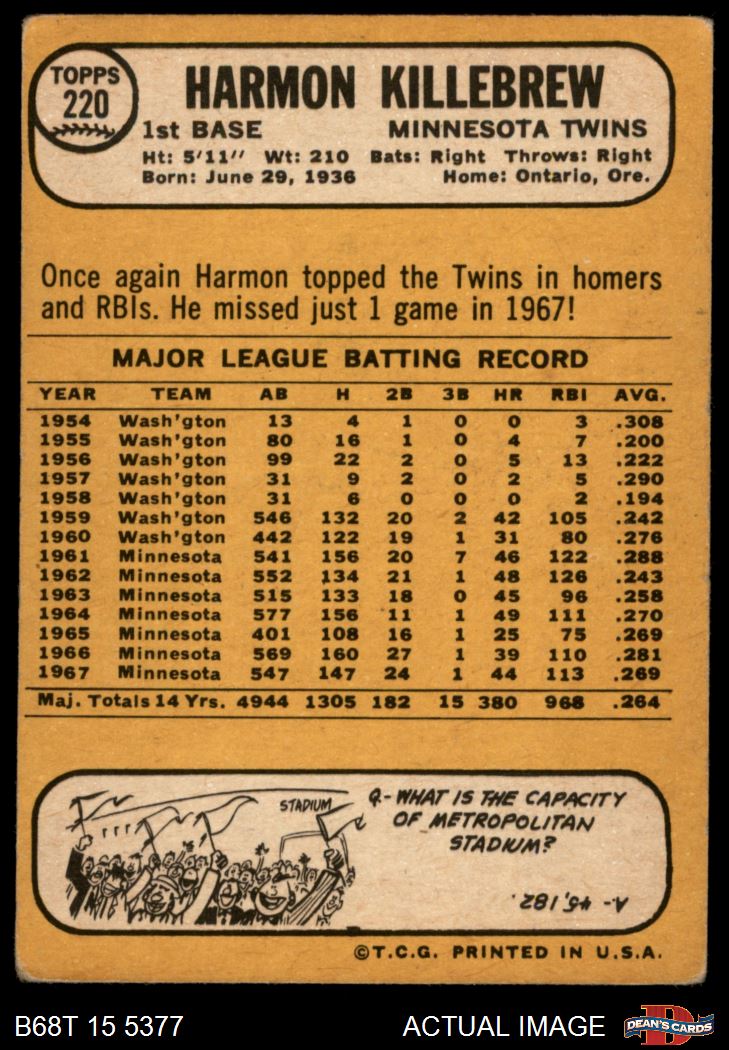 TOPPS
220
HARMON KILLEBREW
1st BASE MINNESOTA TWINS
Ht: 5'11" Wt: 210 Bats: Right Throws: Right
Born: June 29, 1936 Home: Ontario, Ore.
Once again Harmon topped the Twins in homers
and RBIs. He missed just 1 game in 1967!
MAJOR LEAGUE BATTING RECORD
YEAR TEAM AB H 2B 3B HR RBI AVG.
1954 Wash'gton 13 4 1 0 0 3 .308
1955 Wash'gton 80 16 1 0 4 7 .200
1956 Wash'gton 99 22 2 0 5 13 .222
1957 Wash'gton 31 9 2 0 2 5 .290
1958 Wash'gton 31 6 0 0 0 2 .194
1959 Wash'gton 546 132 20 2 42 105 .242
1960 Wash'gton 442 122 19 1 31 80 .276
1961 Minnesota 541 156 20 7 46 122 .288
1962 Minnesota 552 134 21 1 48 126 .243
1963 Minnesota 515 133 18 0 45 96 .258
1964 Minnesota 577 156 11 1 49 111 .270
1965 Minnesota 401 108 16 1 25 75 .269
1966 Minnesota 569 160 27 1 39 110 .281
1967 Minnesota 547 147 24 1 44 113 .269
Maj. Totals 14 Yrs. 4944 1305 182 15 380 968 .264
STADIUM
Q-WHAT IS THE CAPACITY
OF METROPOLITAN
STADIUM?
A- 45,182.
©T.C.G. PRINTED IN U.S.A.
B68T 15 5377 ACTUAL IMAGE
DEAN'S CARDS